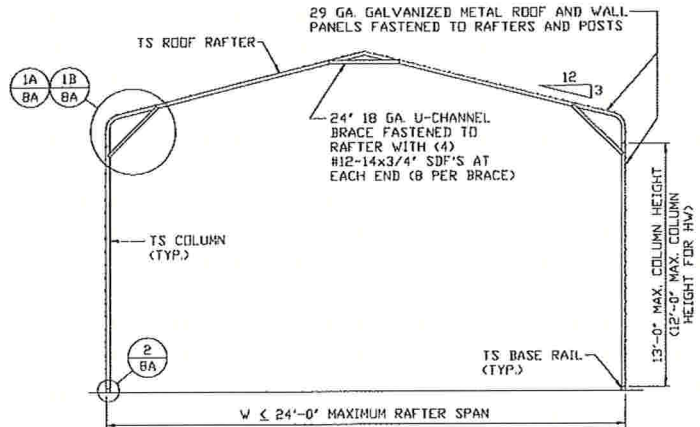 29 GA. GALVANIZED METAL ROOF AND WALL
PANELS FASTENED TO RAFTERS AND POSTS
TS ROOF RAFTER
12
3
1A
8A
1B
8A
24" 18 GA. U-CHANNEL
BRACE FASTENED TO
RAFTER WITH (4)
#12-14x3/4" SDF'S AT
EACH END (8 PER BRACE)
TS COLUMN
(TYP.)
13'-0" MAX. COLUMN HEIGHT
(12'-0" MAX. COLUMN
HEIGHT FOR HW)
2
8A
TS BASE RAIL
(TYP.)
W ≤ 24'-0" MAXIMUM RAFTER SPAN